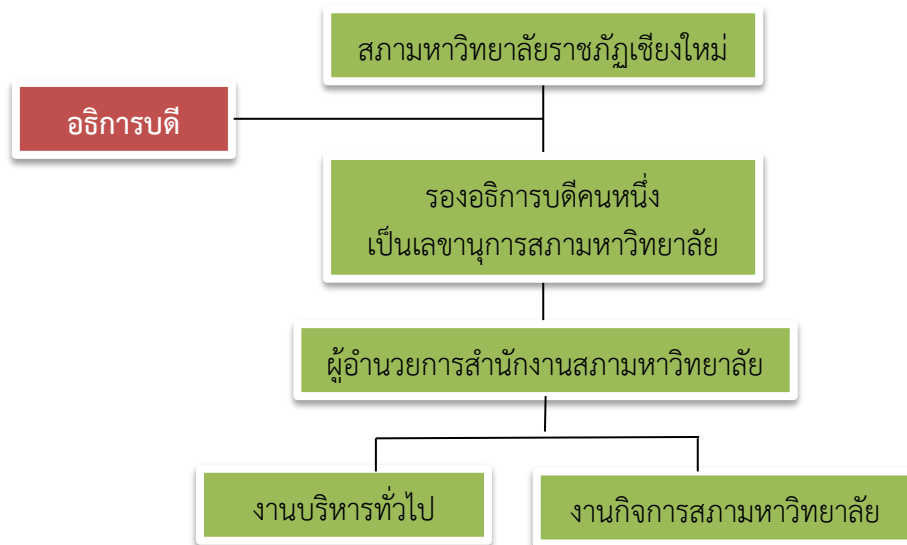 สภามหาวิทยาลัยราชภัฏเชียงใหม่
อธิการบดี
รองอธิการบดีคนหนึ่ง
เป็นเลขานุการสภามหาวิทยาลัย
ผู้อำนวยการสำนักงานสภามหาวิทยาลัย
งานบริหารทั่วไป
งานกิจการสภามหาวิทยาลัย